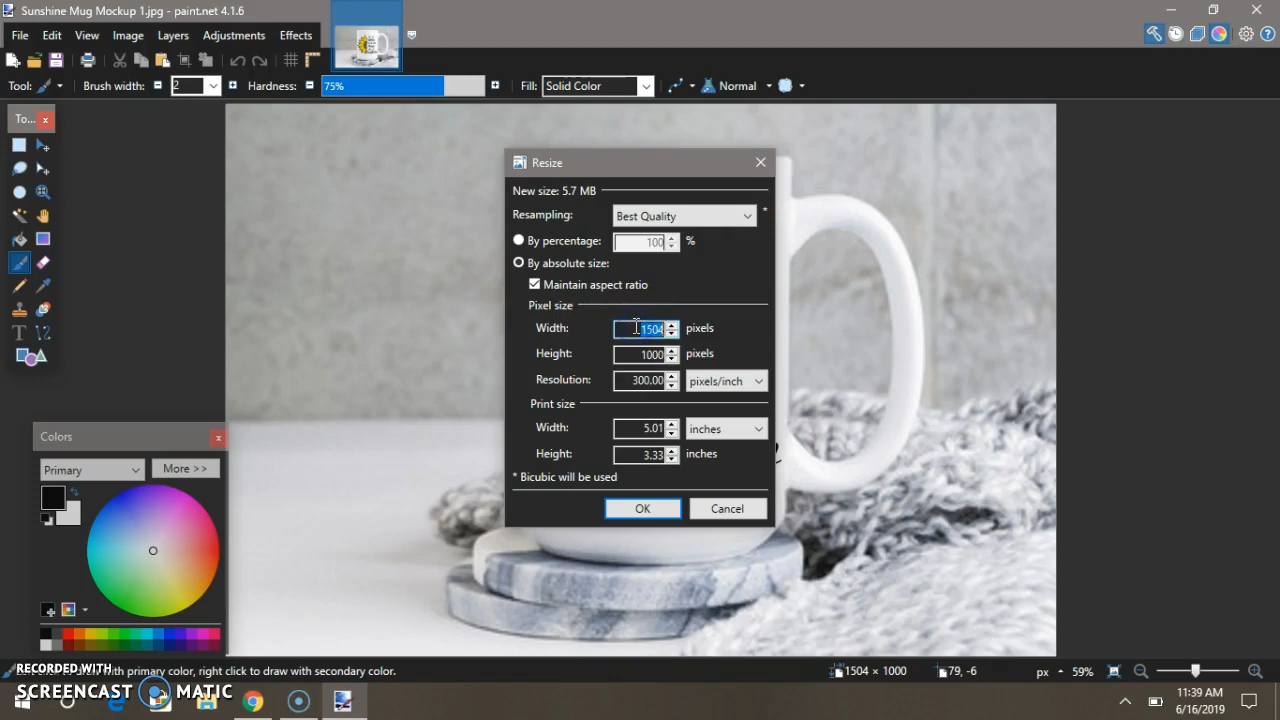 Sunshine Mug Mockup 1.jpg - paint.net 4.1.6
File Edit View Image Layers Adjustments Effects
Tool: Brush width: 2 Hardness: 75% Fill: Solid Color Normal
To... x
Resize
New size: 5.7 MB
Resampling: Best Quality *
By percentage: 100 %
By absolute size:
Maintain aspect ratio
Pixel size
Width: 1504 pixels
Height: 1000 pixels
Resolution: 300.00 pixels/inch
Print size
Width: 5.01 inches
Height: 3.33 inches
* Bicubic will be used
OK Cancel
Colors x
Primary More >>
draw with primary color, right click to draw with secondary color.
1504 × 1000 79, -6 px 59%
RECORDED WITH
SCREENCAST MATIC
11:39 AM
6/16/2019